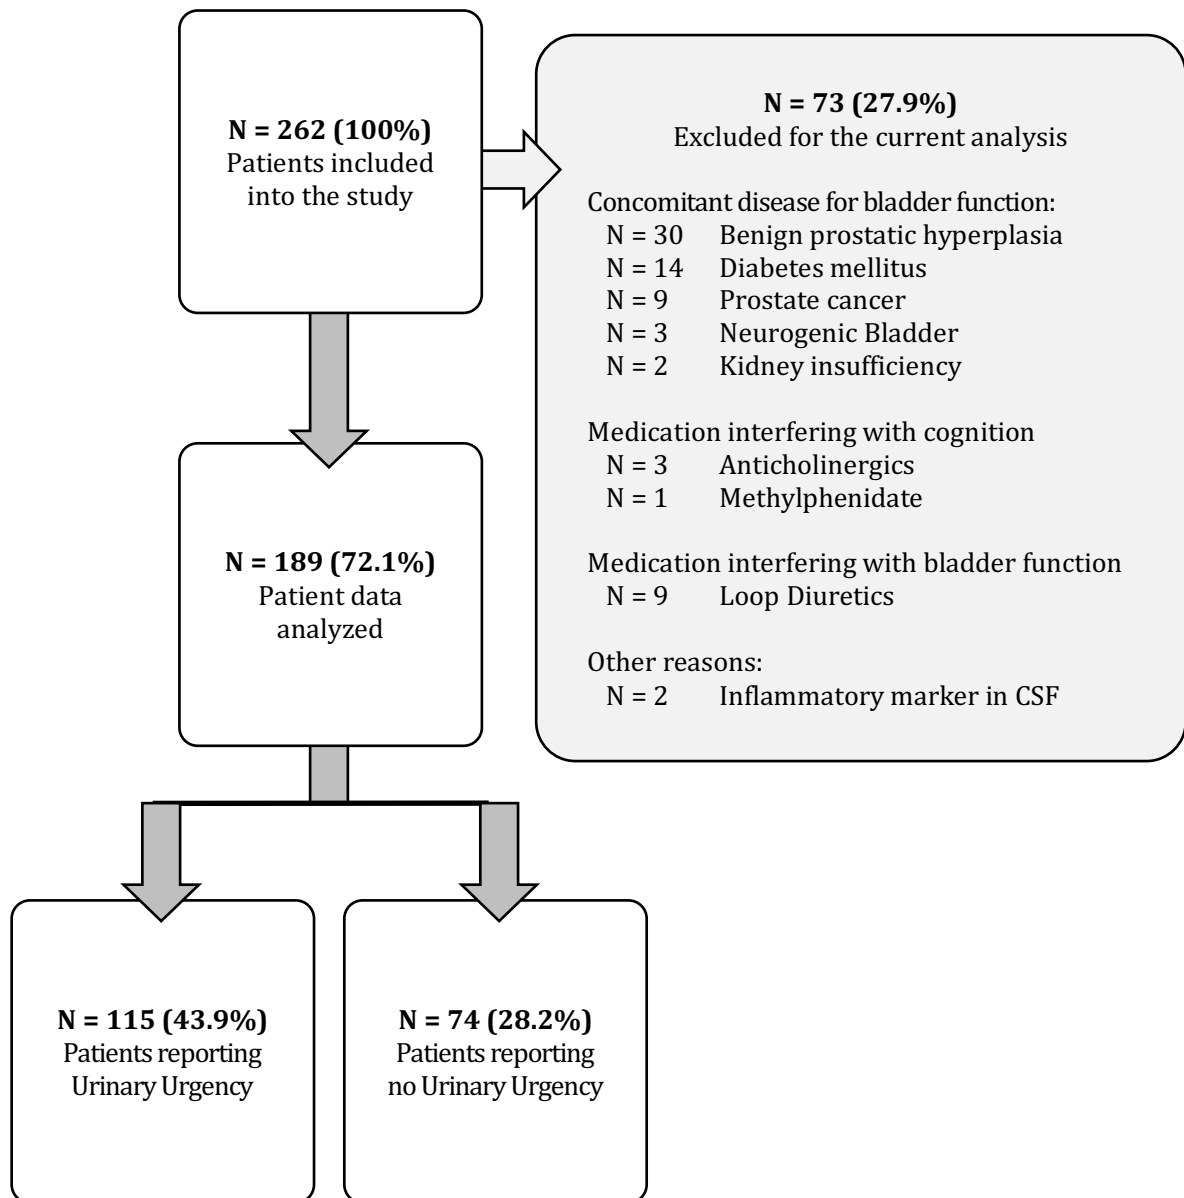 N = 262 (100%)
Patients included
into the study
N = 73 (27.9%)
Excluded for the current analysis
Concomitant disease for bladder function:
N = 30 Benign prostatic hyperplasia
N = 14 Diabetes mellitus
N = 9 Prostate cancer
N = 3 Neurogenic Bladder
N = 2 Kidney insufficiency
Medication interfering with cognition
N = 3 Anticholinergics
N = 1 Methylphenidate
Medication interfering with bladder function
N = 9 Loop Diuretics
Other reasons:
N = 2 Inflammatory marker in CSF
N = 189 (72.1%)
Patient data
analyzed
N = 115 (43.9%)
Patients reporting
Urinary Urgency
N = 74 (28.2%)
Patients reporting
no Urinary Urgency